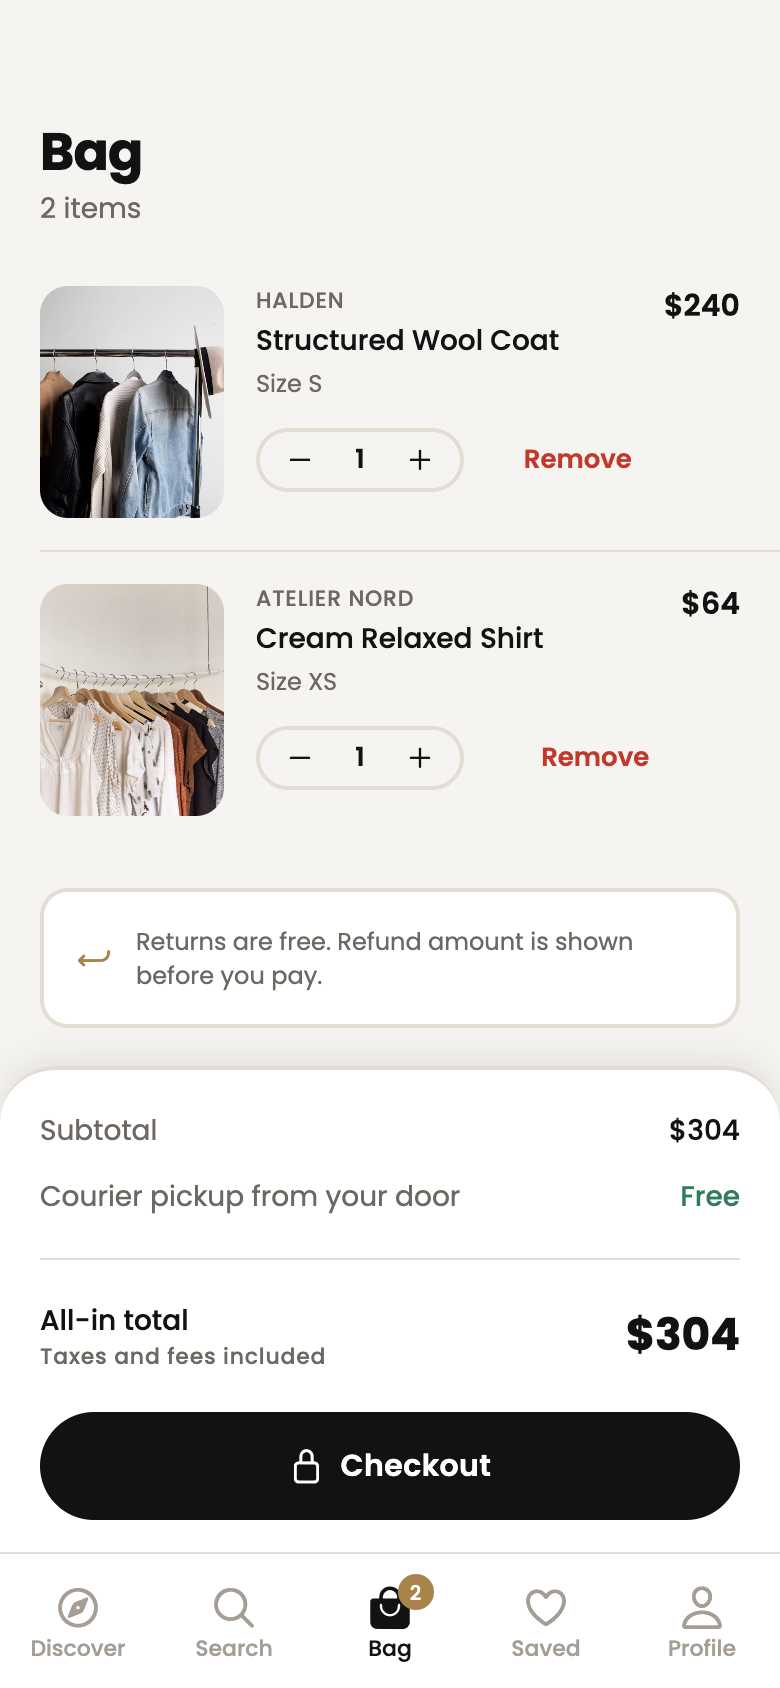 Bag
2 items
HALDEN
$240
Structured Wool Coat
Size S
1
Remove
ATELIER NORD
$64
Cream Relaxed Shirt
Size XS
1
Remove
Returns are free. Refund amount is shown
before you pay.
Subtotal
$304
Courier pickup from your door
Free
All-in total
$304
Taxes and fees included
Checkout
2
Discover
Search
Bag
Saved
Profile